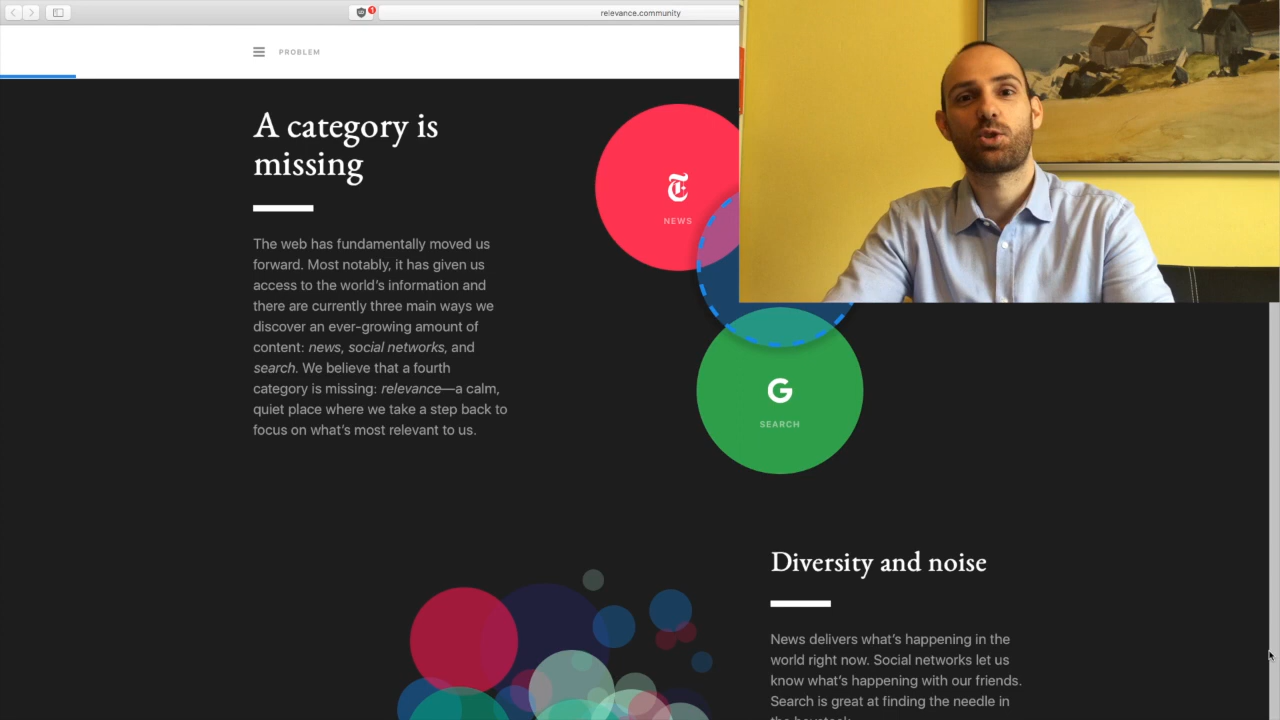 relevance.community
PROBLEM
A category is
missing
The web has fundamentally moved us
forward. Most notably, it has given us
access to the world's information and
there are currently three main ways we
discover an ever-growing amount of
content: news, social networks, and
search. We believe that a fourth
category is missing: relevance—a calm,
quiet place where we take a step back to
focus on what's most relevant to us.
T
NEWS
G
SEARCH
Diversity and noise
News delivers what's happening in the
world right now. Social networks let us
know what's happening with our friends.
Search is great at finding the needle in
the haystack
1